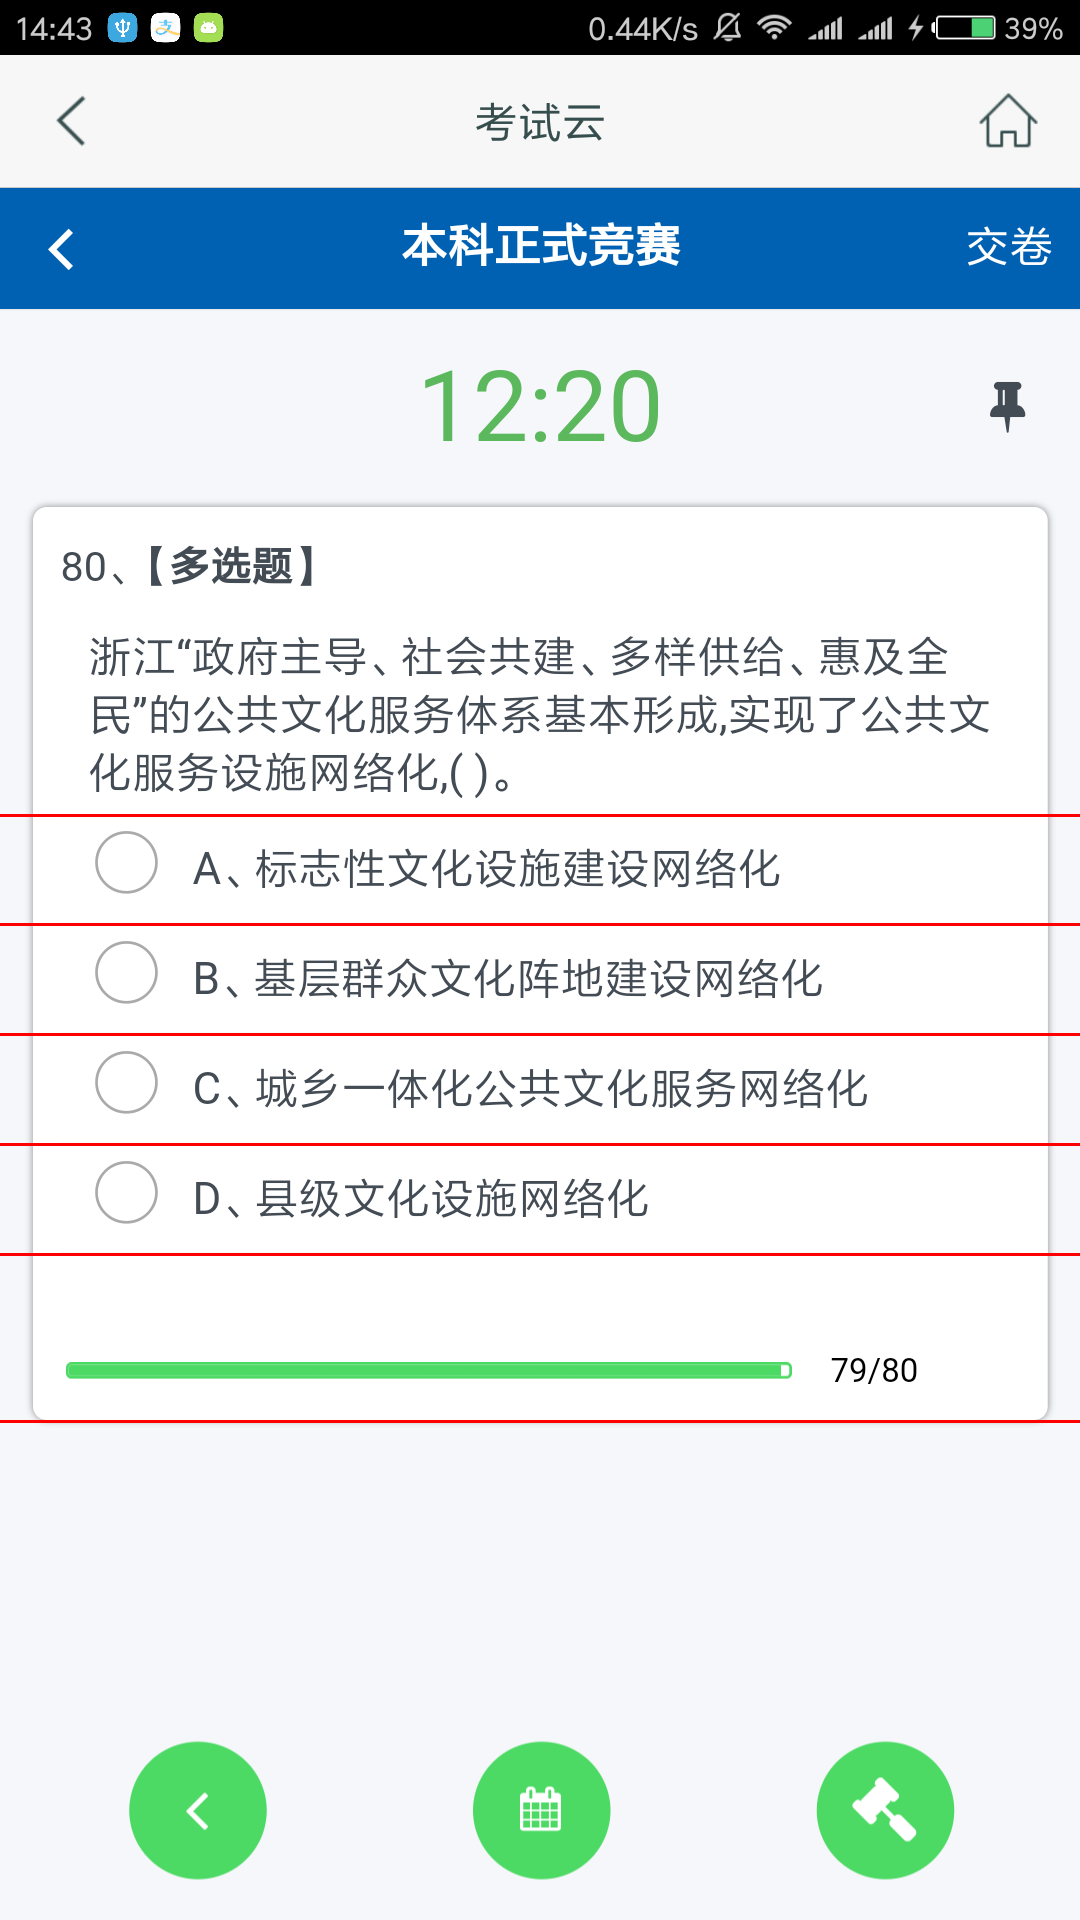 14:43 0.44K/s 39%
考试云
本科正式竞赛 交卷
12:20
80、【多选题】
浙江“政府主导、社会共建、多样供给、惠及全
民”的公共文化服务体系基本形成,实现了公共文
化服务设施网络化,( )。
A、标志性文化设施建设网络化
B、基层群众文化阵地建设网络化
C、城乡一体化公共文化服务网络化
D、县级文化设施网络化
79/80